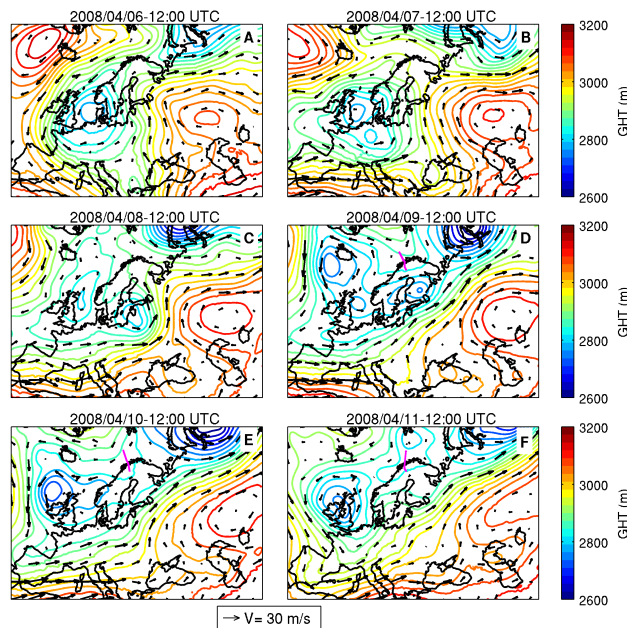 2008/04/06-12:00 UTC
2008/04/07-12:00 UTC
A
B
3200
3000
2800
2600
GHT (m)
2008/04/08-12:00 UTC
2008/04/09-12:00 UTC
C
D
3200
3000
2800
2600
GHT (m)
2008/04/10-12:00 UTC
2008/04/11-12:00 UTC
E
F
3200
3000
2800
2600
GHT (m)
V= 30 m/s